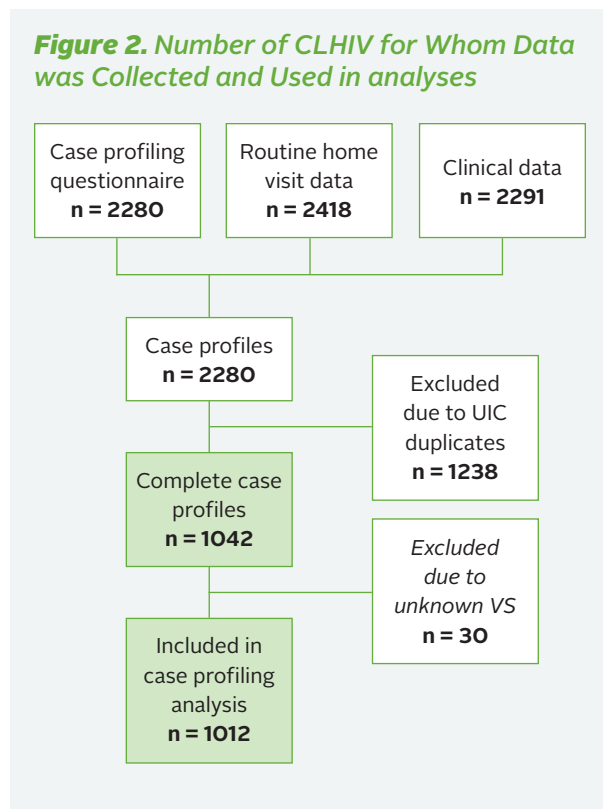 Figure 2. Number of CLHIV for Whom Data
was Collected and Used in analyses
Case profiling
questionnaire
n = 2280
Routine home
visit data
n = 2418
Clinical data
n = 2291
Case profiles
n = 2280
Excluded
due to UIC
duplicates
n = 1238
Complete case
profiles
n = 1042
Excluded
due to
unknown VS
n = 30
Included in
case profiling
analysis
n = 1012